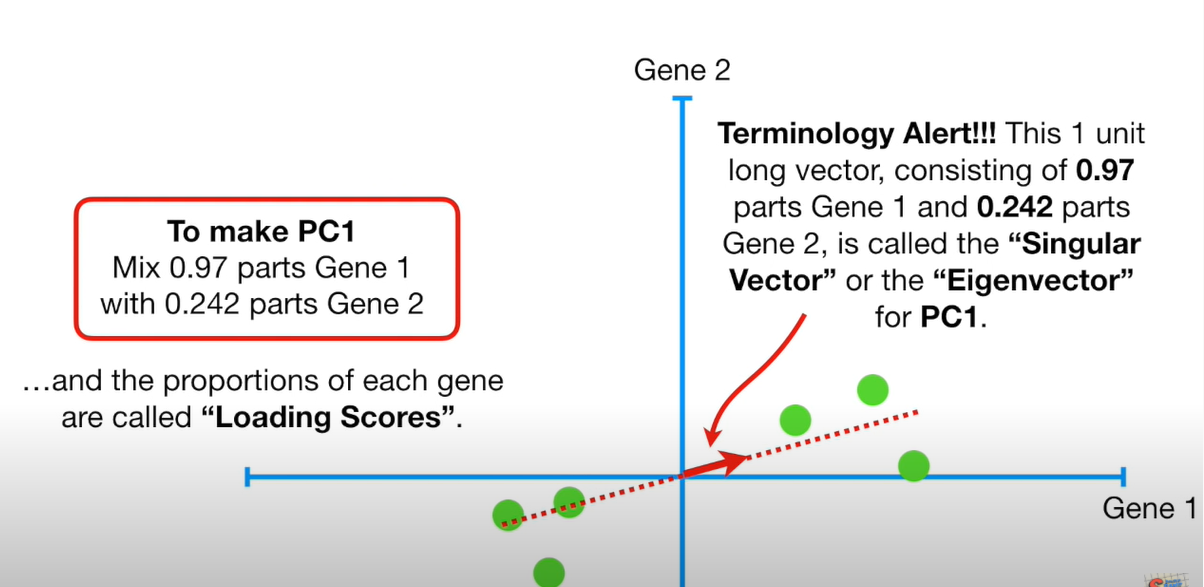 Gene 2
Terminology Alert!!! This 1 unit
long vector, consisting of 0.97
parts Gene 1 and 0.242 parts
Gene 2, is called the “Singular
Vector” or the “Eigenvector”
for PC1.
To make PC1
Mix 0.97 parts Gene 1
with 0.242 parts Gene 2
…and the proportions of each gene
are called “Loading Scores”.
Gene 1